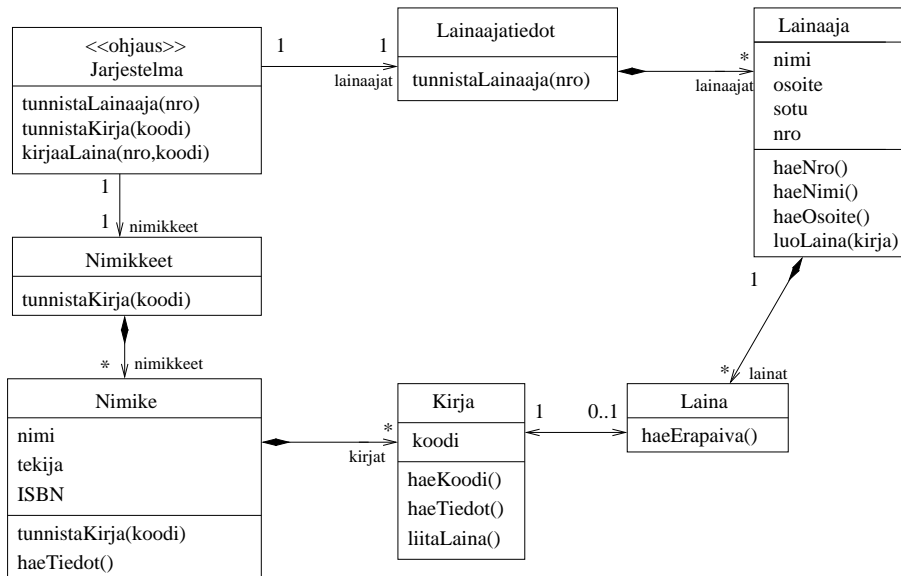 <<ohjaus>>
Jarjestelma
tunnistaLainaaja(nro)
tunnistaKirja(koodi)
kirjaaLaina(nro,koodi)
1
1
lainaajat
Lainaajatiedot
tunnistaLainaaja(nro)
*
lainaajat
Lainaaja
nimi
osoite
sotu
nro
haeNro()
haeNimi()
haeOsoite()
luoLaina(kirja)
1
1
nimikkeet
Nimikkeet
tunnistaKirja(koodi)
*
nimikkeet
Nimike
nimi
tekija
ISBN
tunnistaKirja(koodi)
haeTiedot()
*
kirjat
Kirja
koodi
haeKoodi()
haeTiedot()
liitaLaina()
1
0..1
Laina
haeErapaiva()
1
*
lainat